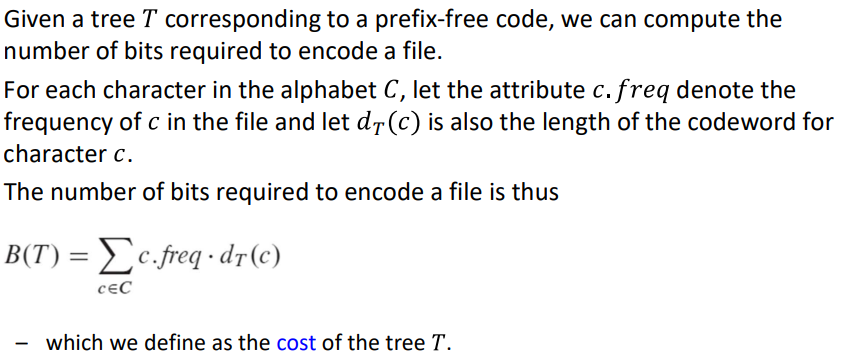 Given a tree T corresponding to a prefix-free code, we can compute the
number of bits required to encode a file.
For each character in the alphabet C, let the attribute c.freq denote the
frequency of c in the file and let d_T(c) is also the length of the codeword for
character c.
The number of bits required to encode a file is thus
B(T) = ∑_{c∈C} c.freq · d_T(c)
– which we define as the cost of the tree T.